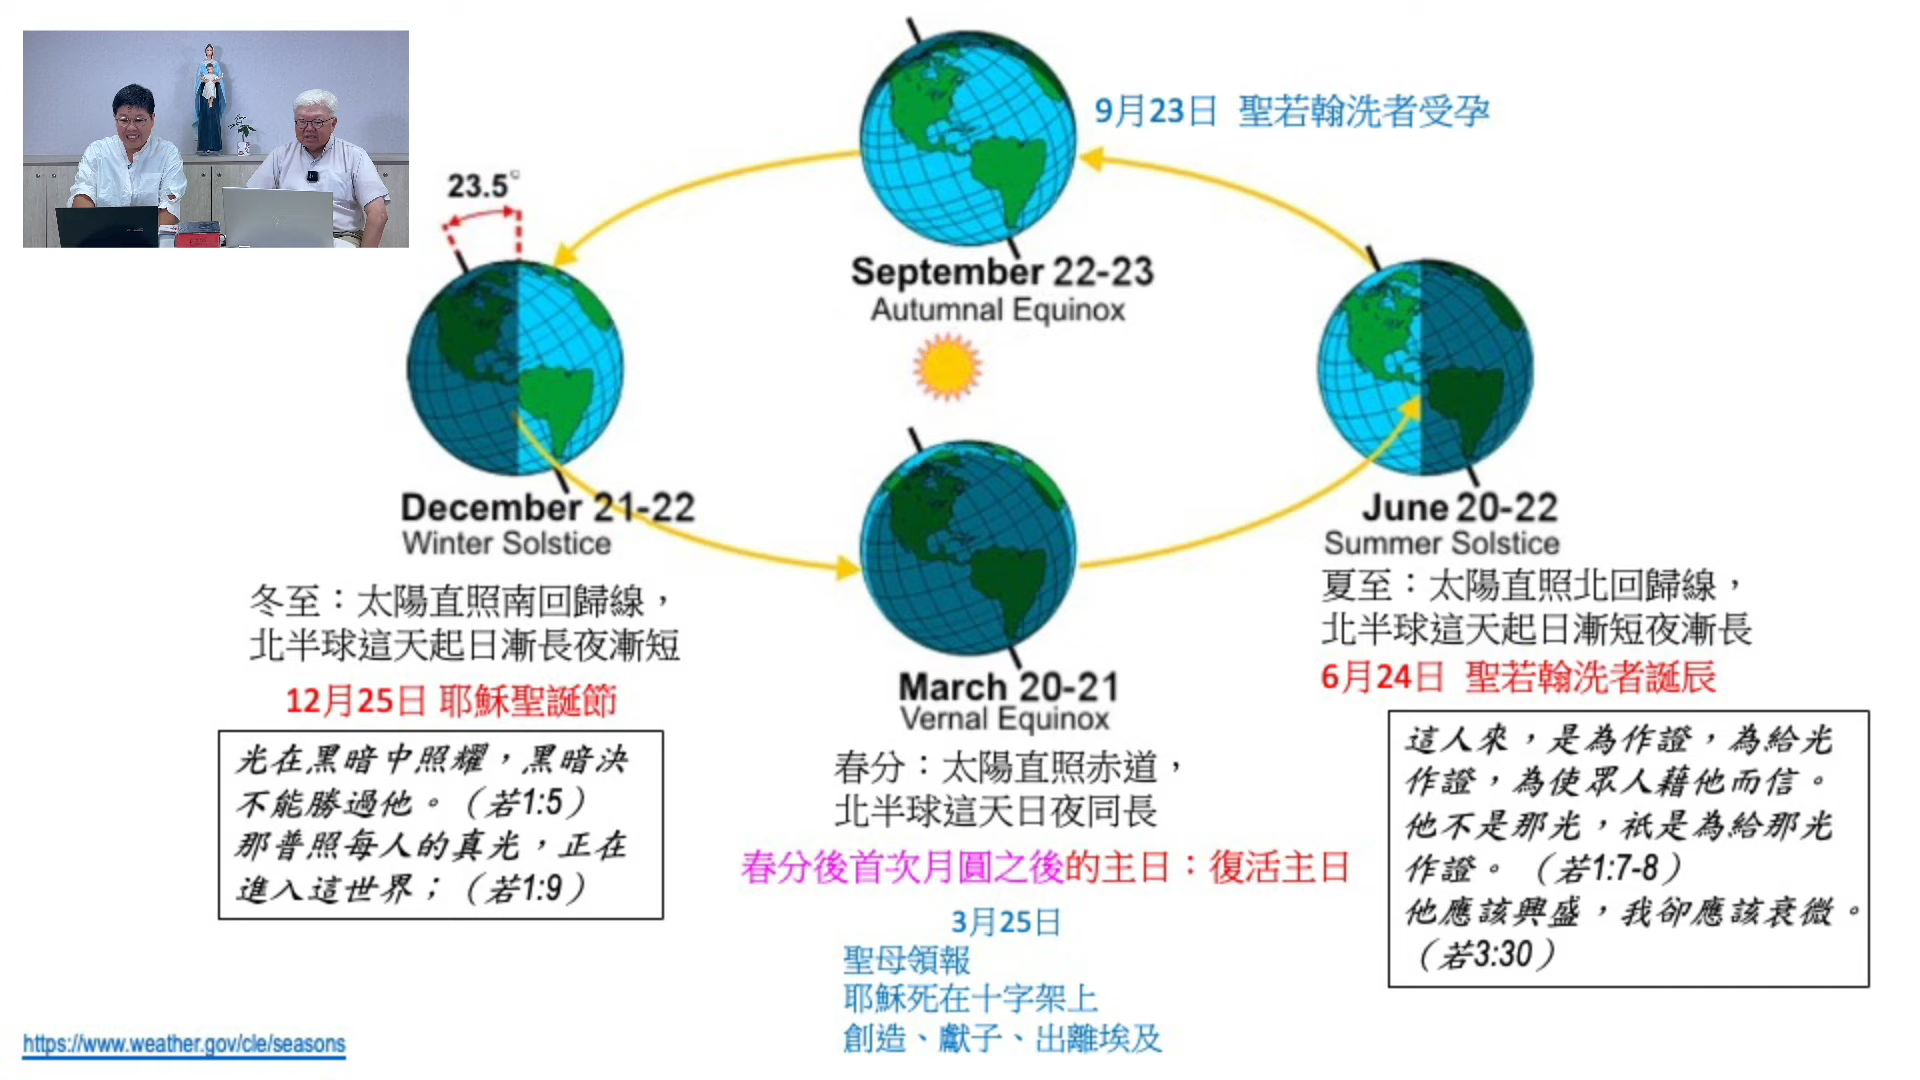 9月23日 聖若翰洗者受孕
23.5°
September 22-23
Autumnal Equinox
December 21-22
Winter Solstice
冬至：太陽直照南回歸線，
北半球這天起日漸長夜漸短
12月25日 耶穌聖誕節
光在黑暗中照耀，黑暗決
不能勝過他。（若1:5）
那普照每人的真光，正在
進入這世界；（若1:9）
March 20-21
Vernal Equinox
春分：太陽直照赤道，
北半球這天日夜同長
春分後首次月圓之後的主日：復活主日
3月25日
聖母領報
耶穌死在十字架上
創造、獻子、出離埃及
June 20-22
Summer Solstice
夏至：太陽直照北回歸線，
北半球這天起日漸短夜漸長
6月24日 聖若翰洗者誕辰
這人來，是為作證，為給光
作證，為使眾人藉他而信。
他不是那光，祇是為給那光
作證。（若1:7-8）
他應該興盛，我卻應該衰微。
（若3:30）
https://www.weather.gov/cle/seasons